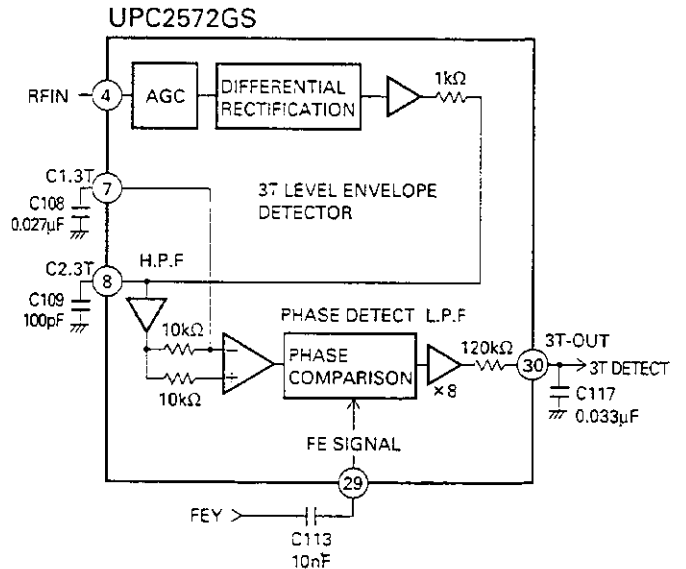 UPC2572GS
RFIN
4
AGC
DIFFERENTIAL
RECTIFICATION
1kΩ
C1.3T
7
C108
0.027μF
3T LEVEL ENVELOPE
DETECTOR
C2.3T
8
H.P.F
C109
100pF
10kΩ
−
+
10kΩ
PHASE DETECT L.P.F
PHASE
COMPARISON
×8
120kΩ
3T-OUT
30
3T DETECT
C117
0.033μF
FE SIGNAL
29
FEY
C113
10nF